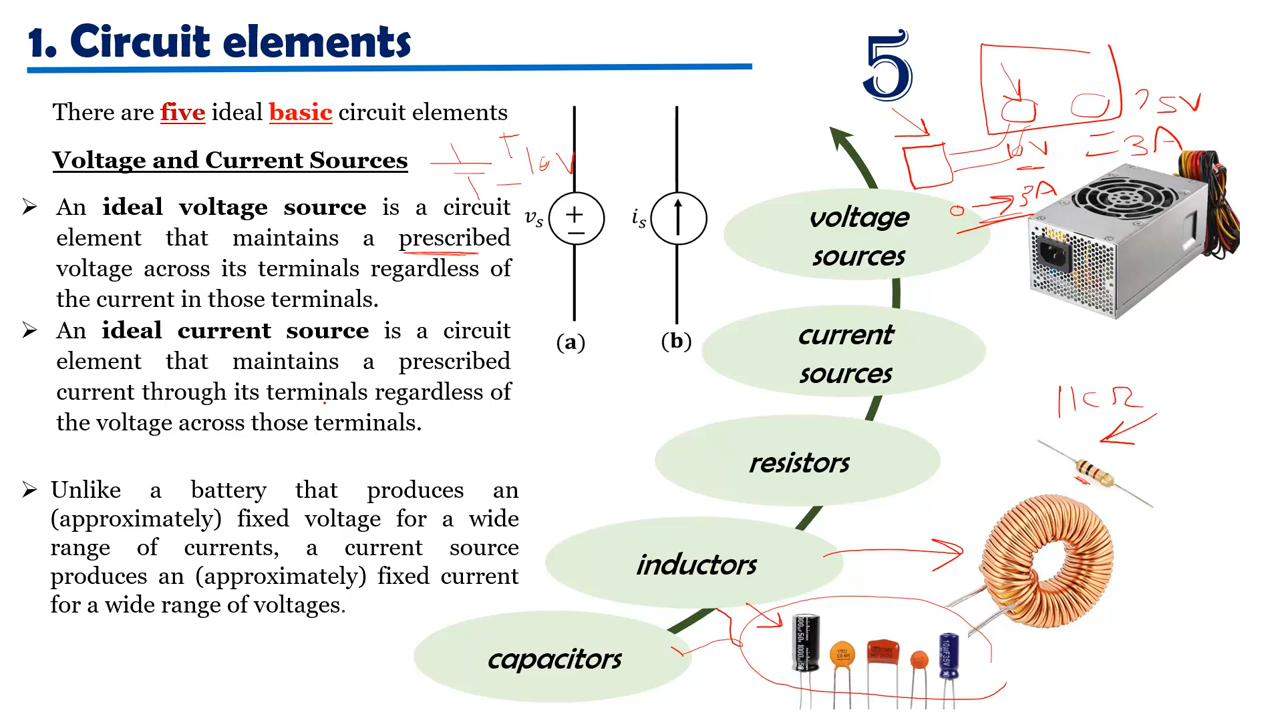 1. Circuit elements
There are five ideal basic circuit elements
Voltage and Current Sources
➢ An ideal voltage source is a circuit
element that maintains a prescribed
voltage across its terminals regardless of
the current in those terminals.
➢ An ideal current source is a circuit
element that maintains a prescribed
current through its terminals regardless of
the voltage across those terminals.
➢ Unlike a battery that produces an
(approximately) fixed voltage for a wide
range of currents, a current source
produces an (approximately) fixed current
for a wide range of voltages.
10V
vs
+
−
(a)
is
(b)
5
25V
= 3A
10V
0 → 3A
voltage
sources
current
sources
resistors
inductors
capacitors
1kΩ